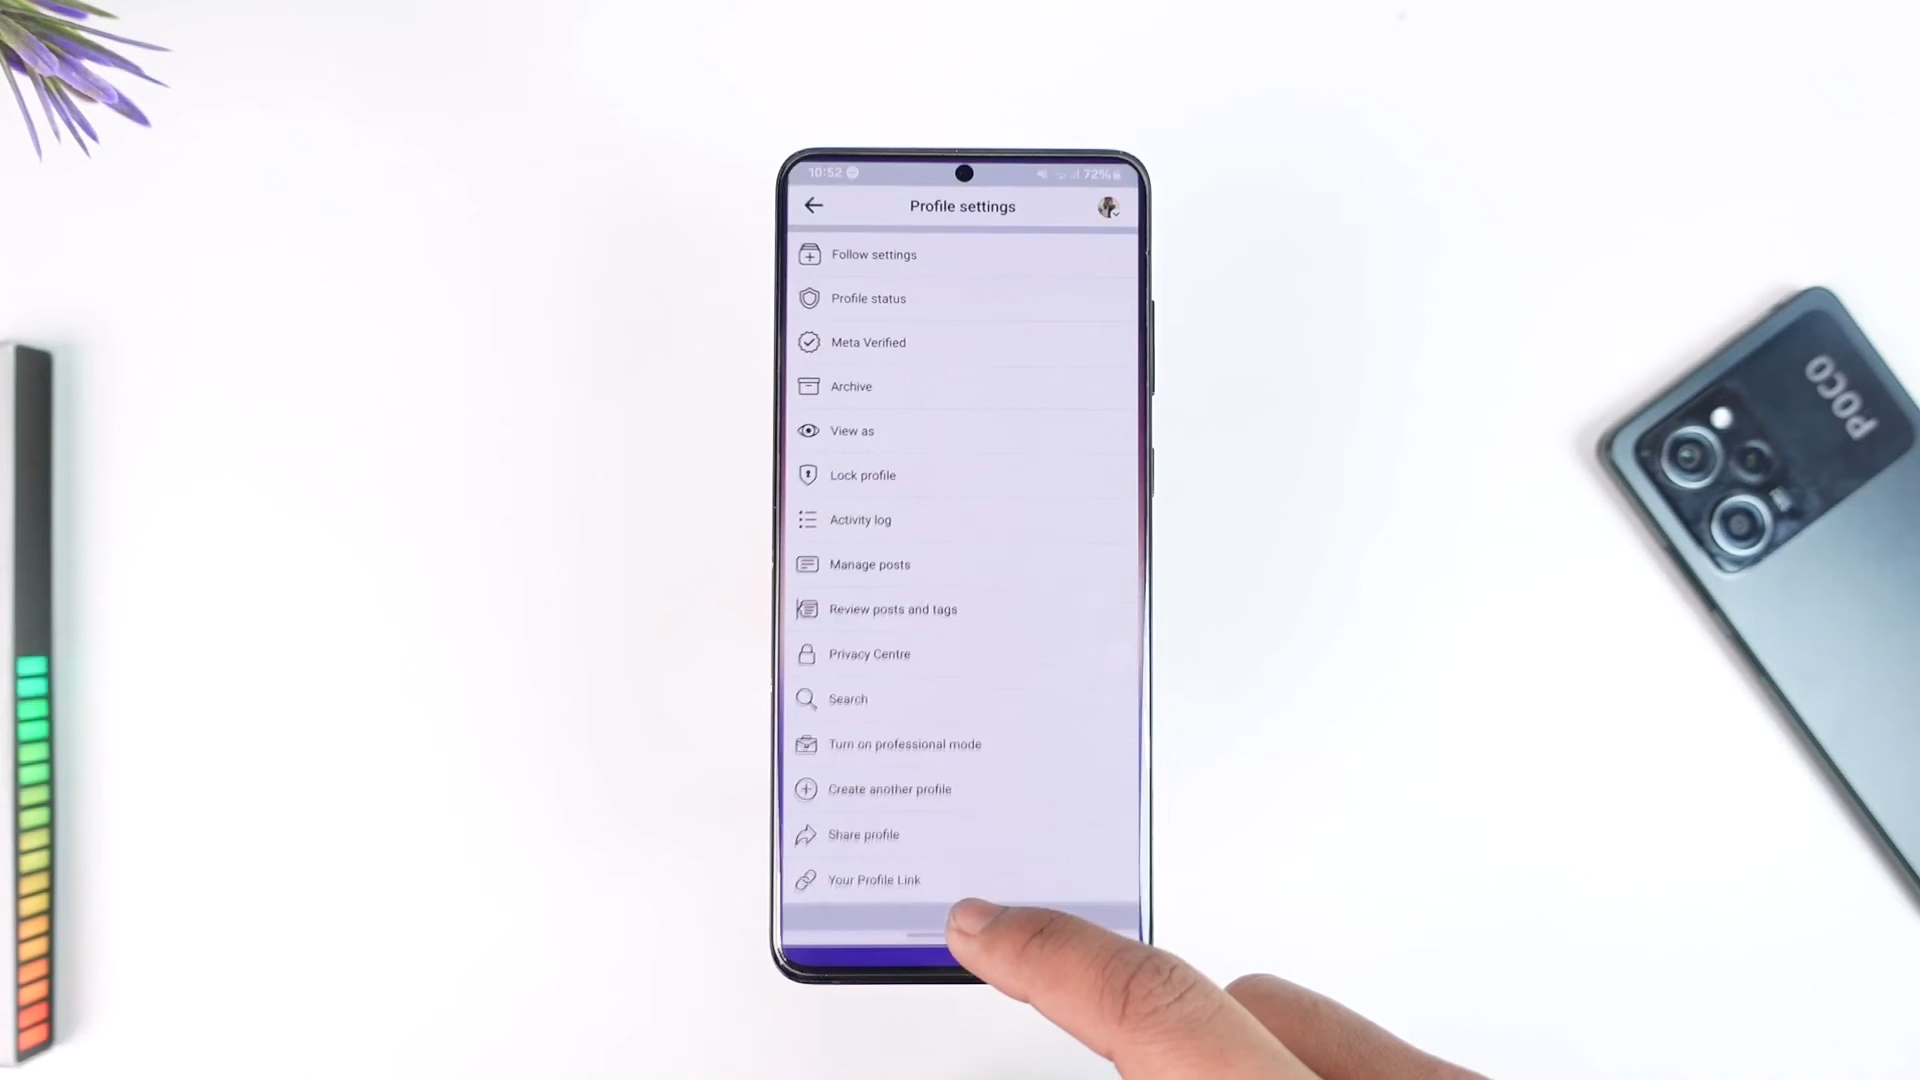 10:52
72%
Profile settings
Follow settings
Profile status
Meta Verified
Archive
View as
Lock profile
Activity log
Manage posts
Review posts and tags
Privacy Centre
Search
Turn on professional mode
Create another profile
Share profile
Your Profile Link
POCO